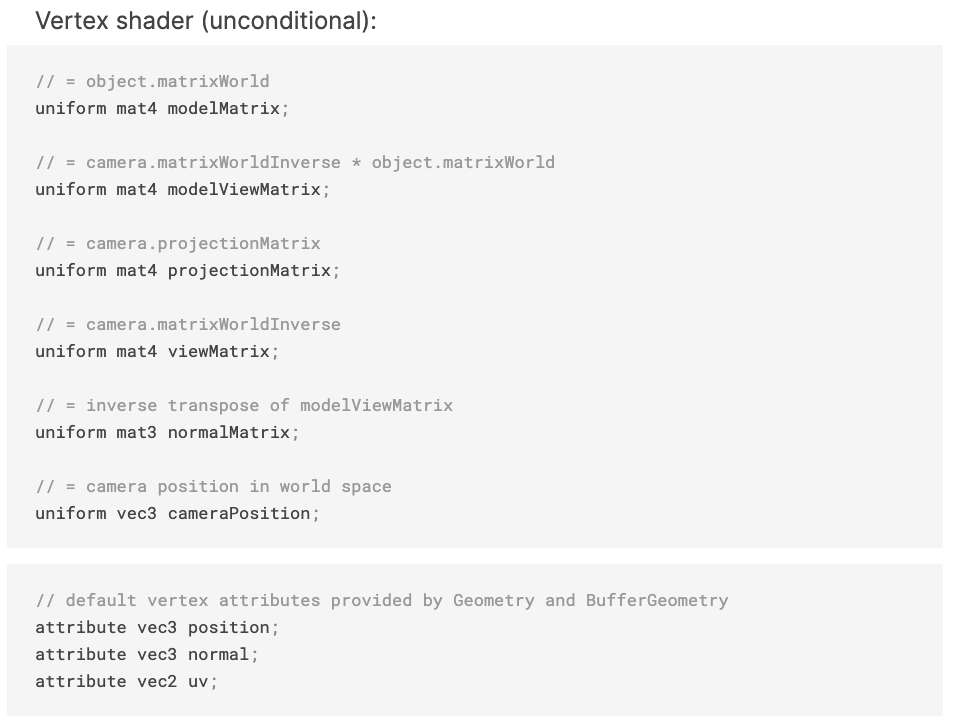 Vertex shader (unconditional):
// = object.matrixWorld
uniform mat4 modelMatrix;
// = camera.matrixWorldInverse * object.matrixWorld
uniform mat4 modelViewMatrix;
// = camera.projectionMatrix
uniform mat4 projectionMatrix;
// = camera.matrixWorldInverse
uniform mat4 viewMatrix;
// = inverse transpose of modelViewMatrix
uniform mat3 normalMatrix;
// = camera position in world space
uniform vec3 cameraPosition;
// default vertex attributes provided by Geometry and BufferGeometry
attribute vec3 position;
attribute vec3 normal;
attribute vec2 uv;